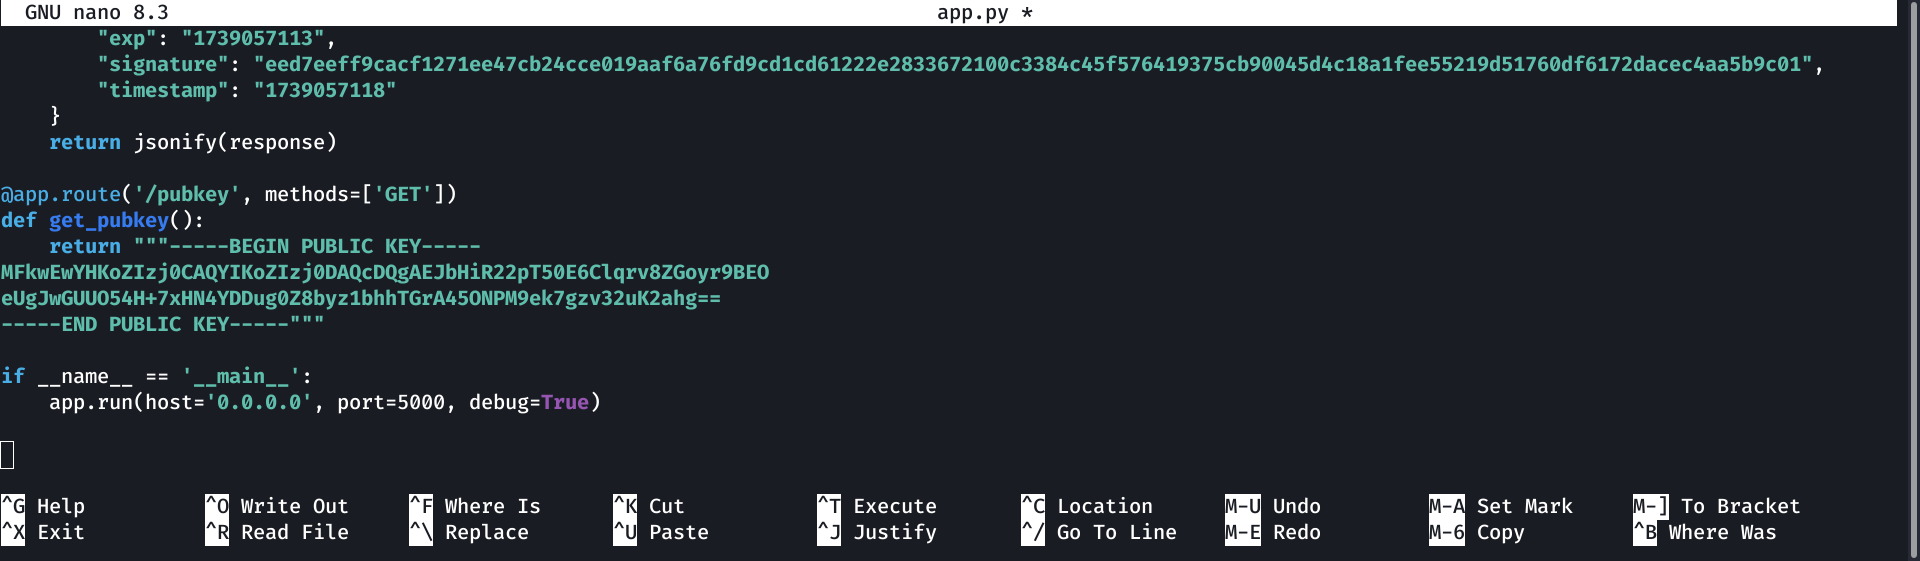 GNU nano 8.3 app.py *
"exp": "1739057113",
"signature": "eed7eeff9cacf1271ee47cb24cce019aaf6a76fd9cd1cd61222e2833672100c3384c45f576419375cb90045d4c18a1fee55219d51760df6172dacec4aa5b9c01",
"timestamp": "1739057118"
}
return jsonify(response)
@app.route('/pubkey', methods=['GET'])
def get_pubkey():
return """-----BEGIN PUBLIC KEY-----
MFkwEwYHKoZIzj0CAQYIKoZIzj0DAQcDQgAEJbHiR22pT50E6Clqrv8ZGoyr9BEO
eUgJwGUUO54H+7xHN4YDDug0Z8byz1bhhTGrA45ONPM9ek7gzv32uK2ahg==
-----END PUBLIC KEY-----"""
if __name__ == '__main__':
app.run(host='0.0.0.0', port=5000, debug=True)
^G Help ^O Write Out ^F Where Is ^K Cut ^T Execute ^C Location M-U Undo M-A Set Mark M-] To Bracket
^X Exit ^R Read File ^\ Replace ^U Paste ^J Justify ^/ Go To Line M-E Redo M-6 Copy ^B Where Was